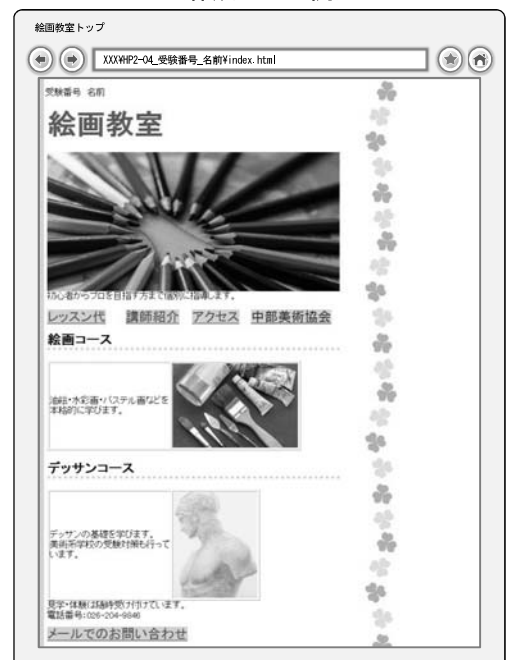 絵画教室トップ
XXX¥HP2-04_受験番号_名前¥index.html
受験番号 名前
絵画教室
初心者からプロを目指す方まで個別に指導します。
レッスン代 講師紹介 アクセス 中部美術協会
絵画コース
油絵・水彩画・パステル画などを
本格的に学びます。
デッサンコース
デッサンの基礎を学びます。
美術系学校の受験対策も行って
います。
見学・体験は随時受け付けています。
電話番号:026-204-9846
メールでのお問い合わせ